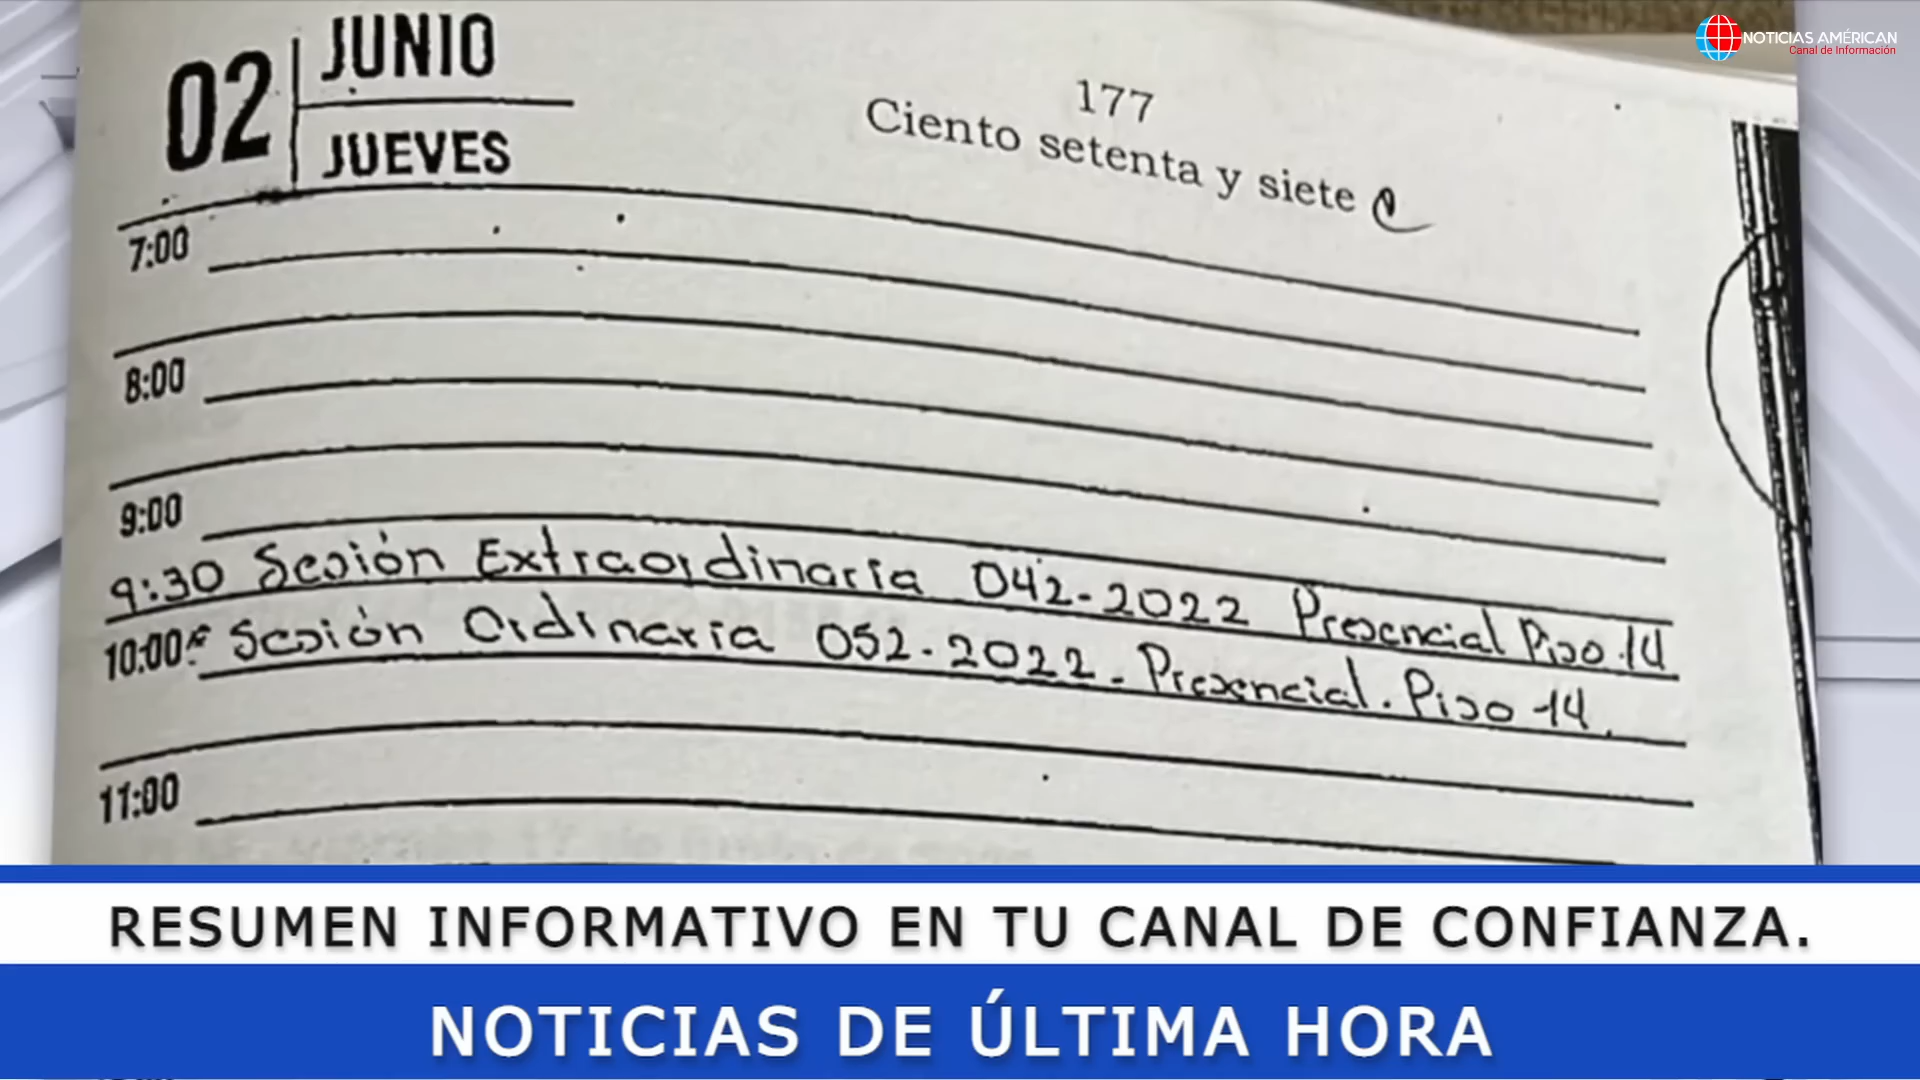 NOTICIAS AMÉRICAN
Canal de Información
02 JUNIO
JUEVES
177
Ciento setenta y siete
7:00
8:00
9:00
9:30 Sesión Extraordinaria 042-2022 Presencial Piso 14
10:00 Sesión Ordinaria 052-2022. Presencial. Piso 14.
11:00
RESUMEN INFORMATIVO EN TU CANAL DE CONFIANZA.
NOTICIAS DE ÚLTIMA HORA